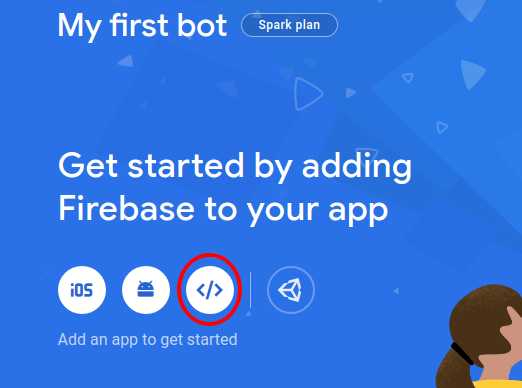 My first bot Spark plan
Get started by adding
Firebase to your app
iOS </>
Add an app to get started